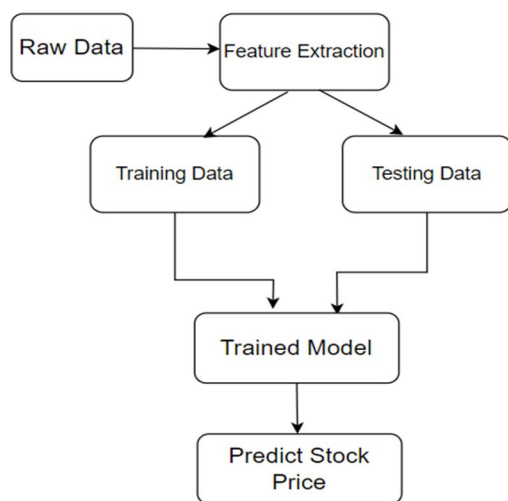 Raw Data
Feature Extraction
Training Data
Testing Data
Trained Model
Predict Stock
Price